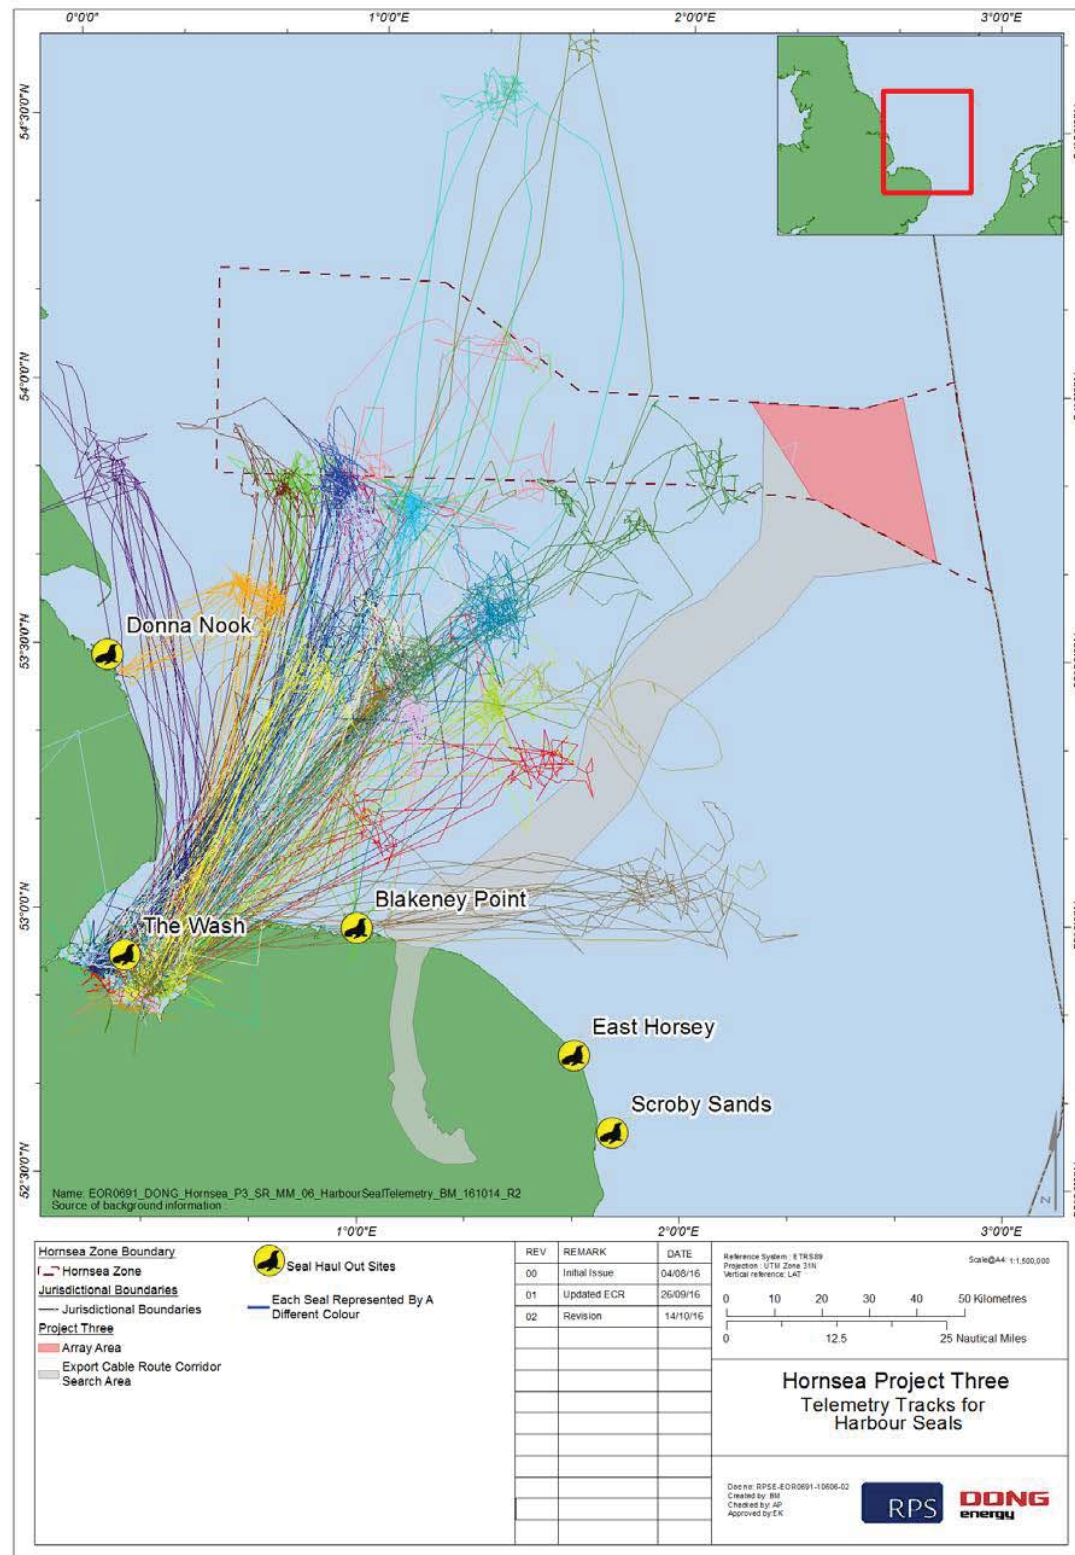 0°0'0"
1°0'0"E
2°0'0"E
3°0'0"E
54°30'0"N
54°0'0"N
53°30'0"N
53°0'0"N
52°30'0"N
Donna Nook
Blakeney Point
The Wash
East Horsey
Scroby Sands
Name: EOR0691_DONG_Hornsea_P3_SR_MM_06_HarbourSealTelemetry_BM_161014_R2
Source of background information :
Z
1°0'0"E
2°0'0"E
3°0'0"E
Hornsea Zone Boundary
Hornsea Zone
Jurisdictional Boundaries
Jurisdictional Boundaries
Project Three
Array Area
Export Cable Route Corridor
Search Area
Seal Haul Out Sites
Each Seal Represented By A
Different Colour
REV REMARK DATE
00 Initial Issue 04/08/16
01 Updated ECR 26/09/16
02 Revision 14/10/16
Reference System : ETRS89
Projection : UTM Zone 31N
Vertical reference: LAT
Scale@A4: 1:1,500,000
0 10 20 30 40 50 Kilometres
0 12.5 25 Nautical Miles
Hornsea Project Three
Telemetry Tracks for
Harbour Seals
Doc no: RPSE-EOR0691-10606-02
Created by: BM
Checked by: AP
Approved by:EK
RPS
DONG
energy